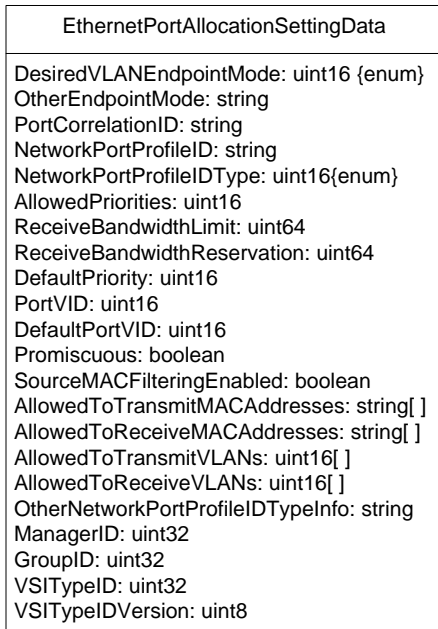 EthernetPortAllocationSettingData
DesiredVLANEndpointMode: uint16 {enum}
OtherEndpointMode: string
PortCorrelationID: string
NetworkPortProfileID: string
NetworkPortProfileIDType: uint16{enum}
AllowedPriorities: uint16
ReceiveBandwidthLimit: uint64
ReceiveBandwidthReservation: uint64
DefaultPriority: uint16
PortVID: uint16
DefaultPortVID: uint16
Promiscuous: boolean
SourceMACFilteringEnabled: boolean
AllowedToTransmitMACAddresses: string[ ]
AllowedToReceiveMACAddresses: string[ ]
AllowedToTransmitVLANs: uint16[ ]
AllowedToReceiveVLANs: uint16[ ]
OtherNetworkPortProfileIDTypeInfo: string
ManagerID: uint32
GroupID: uint32
VSITypeID: uint32
VSITypeIDVersion: uint8